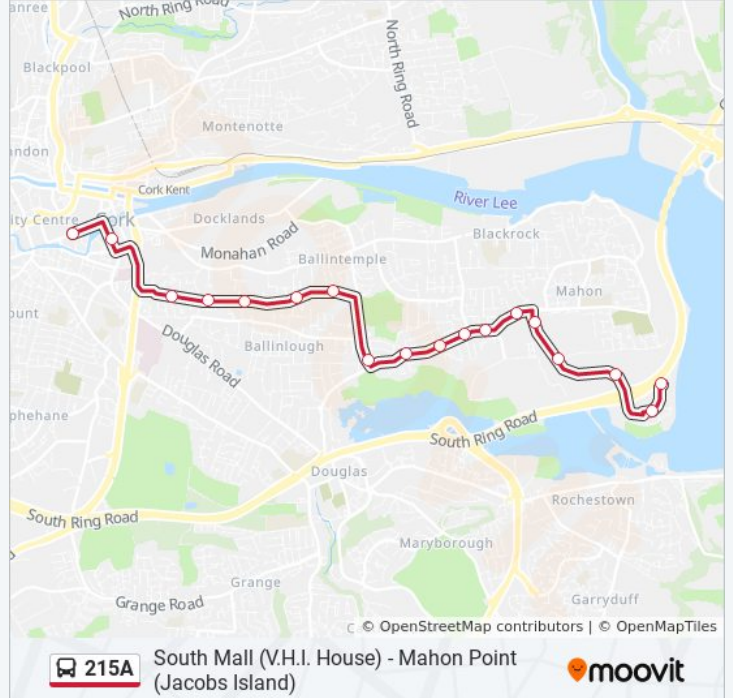 anree
North Ring Road
Blackpool
North Ring Road
Montenotte
ndon
Cork Kent
River Lee
ity Centre
Cork
Docklands
Blackrock
Monahan Road
Ballintemple
Mahon
ount
Douglas Road
Ballinlough
phehane
South Ring Road
Douglas
Rochestown
South Ring Road
Maryborough
Grange
Grange Road
Garryduff
© OpenStreetMap contributors | © OpenMapTiles
215A
South Mall (V.H.I. House) - Mahon Point
(Jacobs Island)
moovit